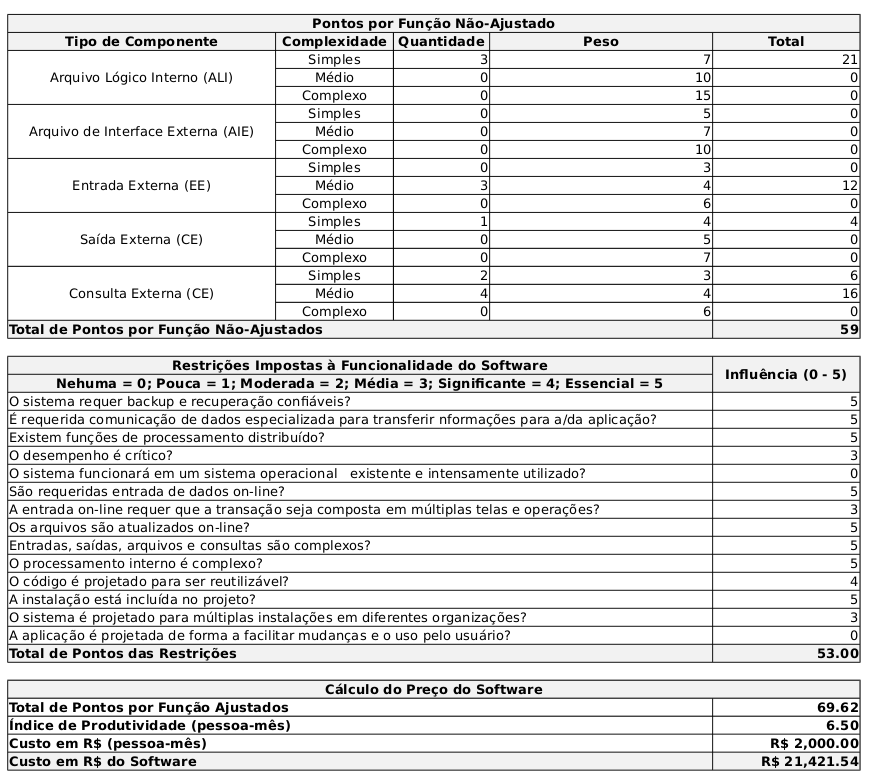 Pontos por Função Não-Ajustado
Tipo de Componente Complexidade Quantidade Peso Total
Arquivo Lógico Interno (ALI) Simples 3 7 21
Médio 0 10 0
Complexo 0 15 0
Arquivo de Interface Externa (AIE) Simples 0 5 0
Médio 0 7 0
Complexo 0 10 0
Entrada Externa (EE) Simples 0 3 0
Médio 3 4 12
Complexo 0 6 0
Saída Externa (CE) Simples 1 4 4
Médio 0 5 0
Complexo 0 7 0
Consulta Externa (CE) Simples 2 3 6
Médio 4 4 16
Complexo 0 6 0
Total de Pontos por Função Não-Ajustados 59
Restrições Impostas à Funcionalidade do Software Influência (0 - 5)
Nehuma = 0; Pouca = 1; Moderada = 2; Média = 3; Significante = 4; Essencial = 5
O sistema requer backup e recuperação confiáveis? 5
É requerida comunicação de dados especializada para transferir nformações para a/da aplicação? 5
Existem funções de processamento distribuído? 5
O desempenho é crítico? 3
O sistema funcionará em um sistema operacional existente e intensamente utilizado? 0
São requeridas entrada de dados on-line? 5
A entrada on-line requer que a transação seja composta em múltiplas telas e operações? 3
Os arquivos são atualizados on-line? 5
Entradas, saídas, arquivos e consultas são complexos? 5
O processamento interno é complexo? 5
O código é projetado para ser reutilizável? 4
A instalação está incluída no projeto? 5
O sistema é projetado para múltiplas instalações em diferentes organizações? 3
A aplicação é projetada de forma a facilitar mudanças e o uso pelo usuário? 0
Total de Pontos das Restrições 53.00
Cálculo do Preço do Software
Total de Pontos por Função Ajustados 69.62
Índice de Produtividade (pessoa-mês) 6.50
Custo em R$ (pessoa-mês) R$ 2,000.00
Custo em R$ do Software R$ 21,421.54